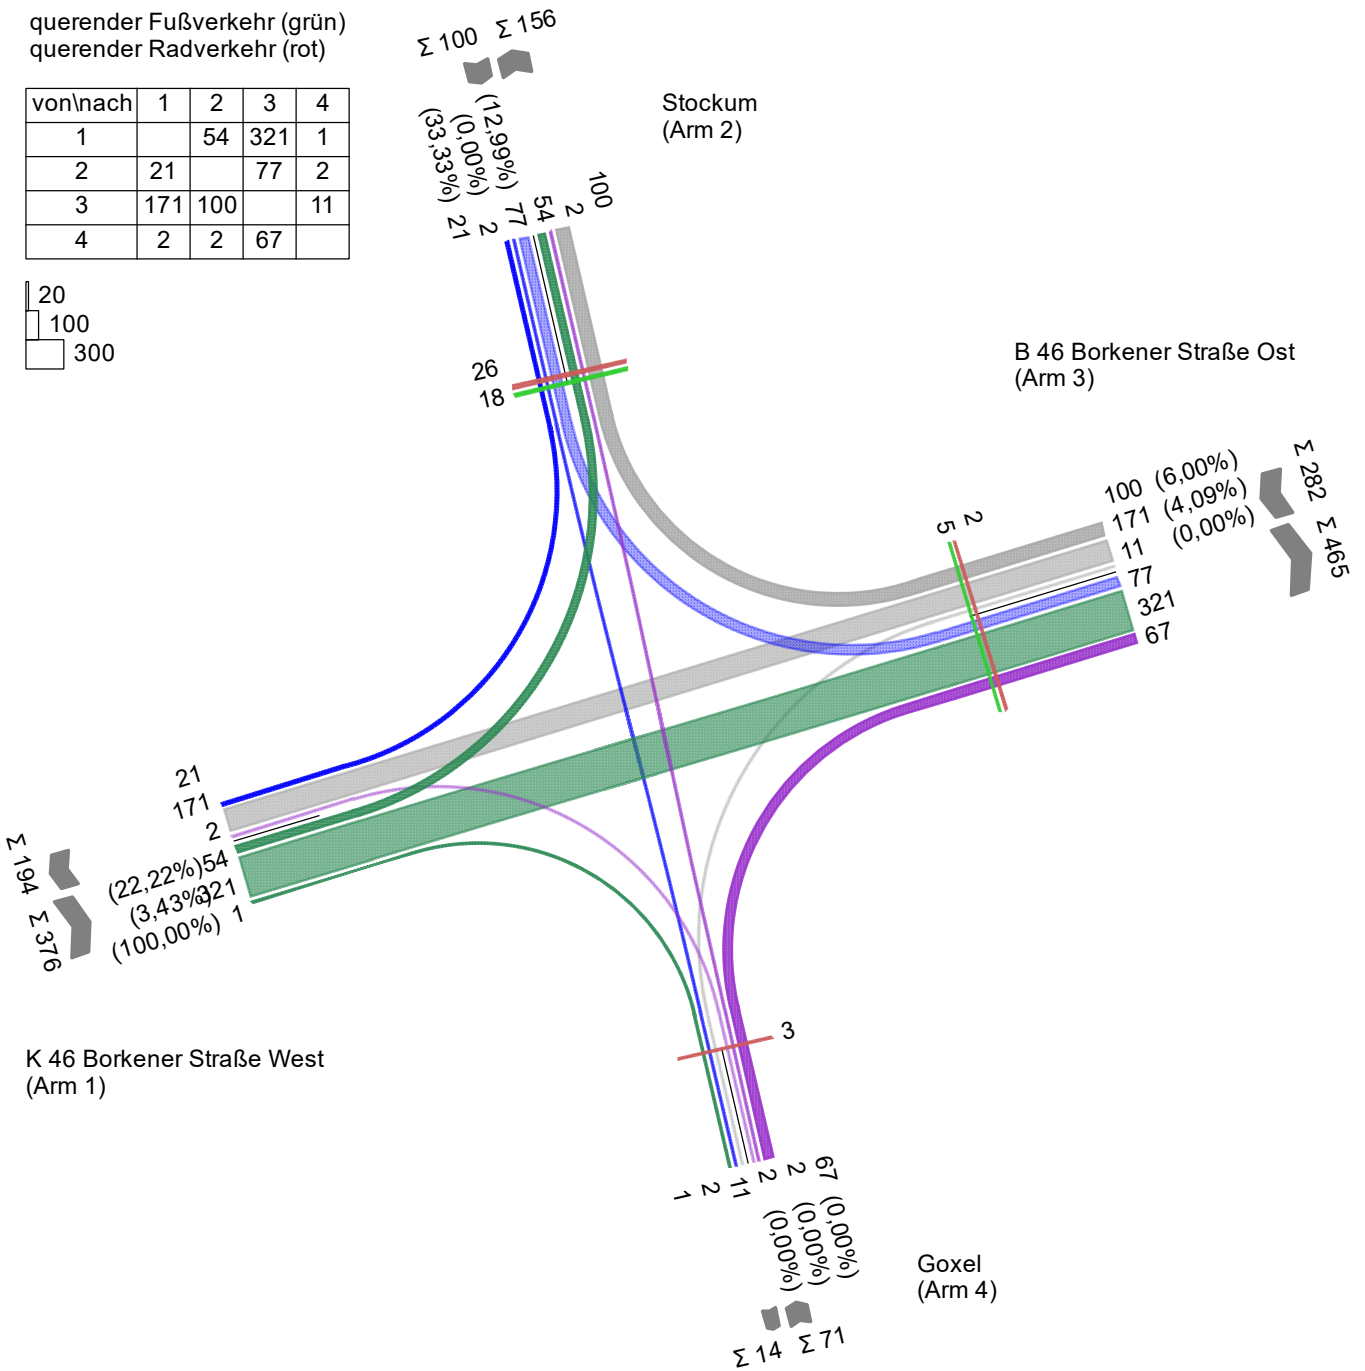 querender Fußverkehr (grün)
querender Radverkehr (rot)
von\nach 1 2 3 4
1 54 321 1
2 21 77 2
3 171 100 11
4 2 2 67
20
100
300
Σ 100 Σ 156
(33,33%) (0,00%) (12,99%)
21 2 77 54 2 100
Stockum
(Arm 2)
26
18
B 46 Borkener Straße Ost
(Arm 3)
5 2
100 (6,00%)
171 (4,09%)
11 (0,00%)
77
321
67
Σ 282 Σ 465
21
171
2
(22,22%) 54
(3,43%) 321
(100,00%) 1
Σ 194 Σ 376
K 46 Borkener Straße West
(Arm 1)
3
1 2 11 2 2 67
(0,00%) (0,00%) (0,00%)
Σ 14 Σ 71
Goxel
(Arm 4)